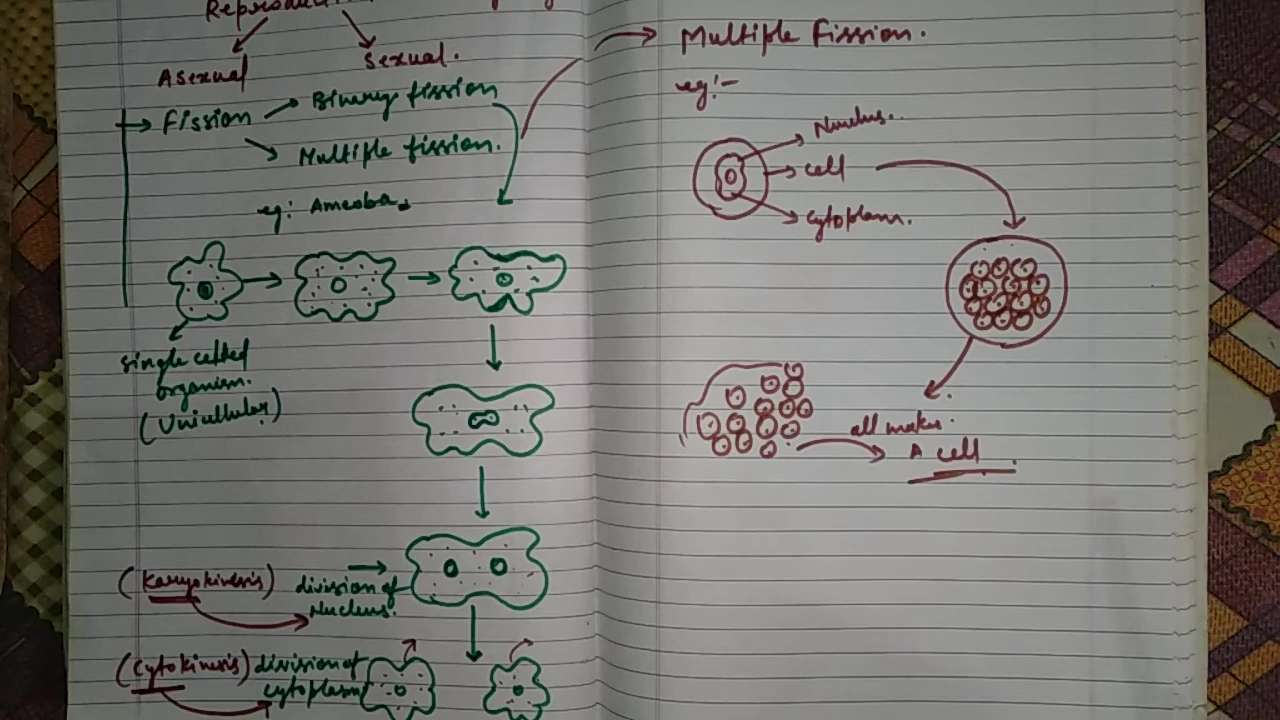 Asexual
Sexual.
Fission
Binary fission
Multiple fission.
eg: Ameoba.
single celled
organism.
(Unicellular)
(Karyokinesis)
division of
Nucleus.
(Cytokinesis)
division of
cytoplasm
Multiple Fission.
eg:-
Nucleus..
cell
cytoplasm.
all makes.
A cell